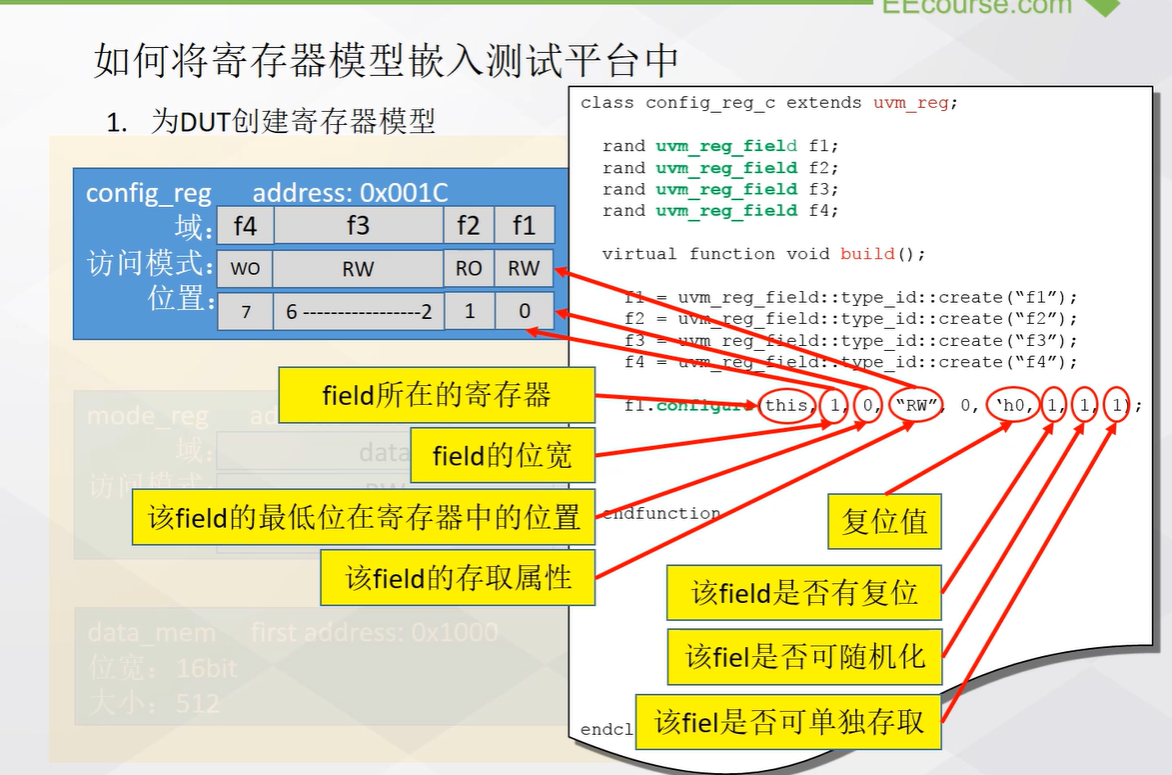 EEcourse.com
如何将寄存器模型嵌入测试平台中
1. 为DUT创建寄存器模型
config_reg address: 0x001C
域: f4 f3 f2 f1
访问模式: WO RW RO RW
位置: 7 6 -----------------2 1 0
class config_reg_c extends uvm_reg;
rand uvm_reg_field f1;
rand uvm_reg_field f2;
rand uvm_reg_field f3;
rand uvm_reg_field f4;
virtual function void build();
f1 = uvm_reg_field::type_id::create(“f1”);
f2 = uvm_reg_field::type_id::create(“f2”);
f3 = uvm_reg_field::type_id::create(“f3”);
f4 = uvm_reg_field::type_id::create(“f4”);
f1.configure(this, 1, 0, “RW”, 0, ‘h0, 1, 1, 1);
endfunction
endcl
field所在的寄存器
field的位宽
该field的最低位在寄存器中的位置
该field的存取属性
复位值
该field是否有复位
该fiel是否可随机化
该fiel是否可单独存取
mode_reg ad
域:
data
访问模式:
RW
data_mem first address: 0x1000
位宽: 16bit
大小: 512